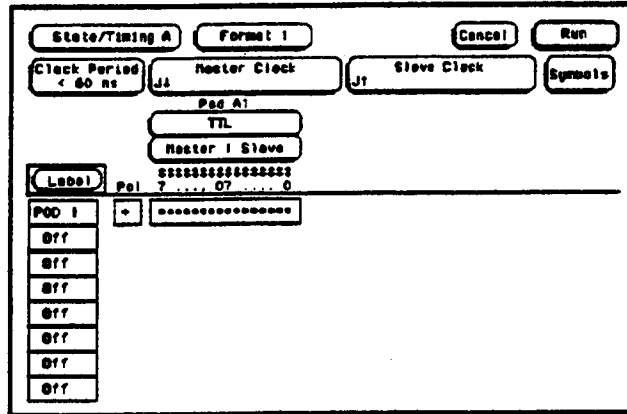 State/Timing A Format 1 Cancel Run
Clock Period Master Clock Slave Clock Symbols
< 60 ns J↓ J↑
Pod A1
TTL
Master | Slave
$$$$$$$$$$$$$$$$
Label Pol 7 ...., 07 .... 0
POD 1 + ****************
Off
Off
Off
Off
Off
Off
Off